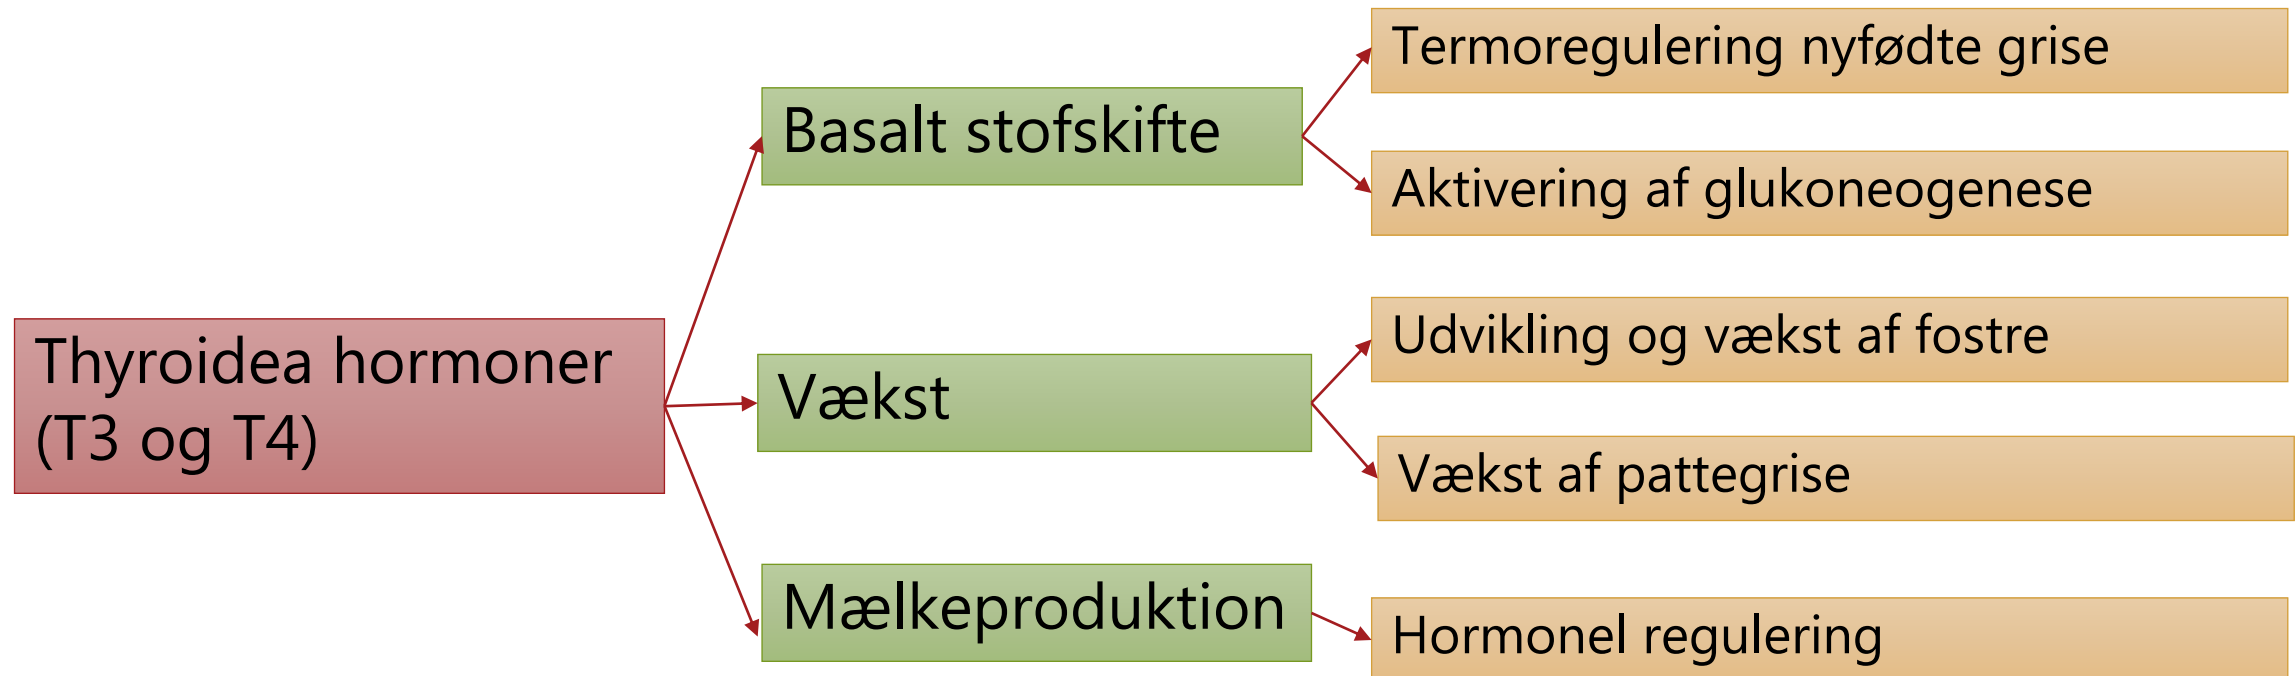 Thyroidea hormoner
(T3 og T4)
Basalt stofskifte
Termoregulering nyfødte grise
Aktivering af glukoneogenese
Vækst
Udvikling og vækst af fostre
Vækst af pattegrise
Mælkeproduktion
Hormonel regulering